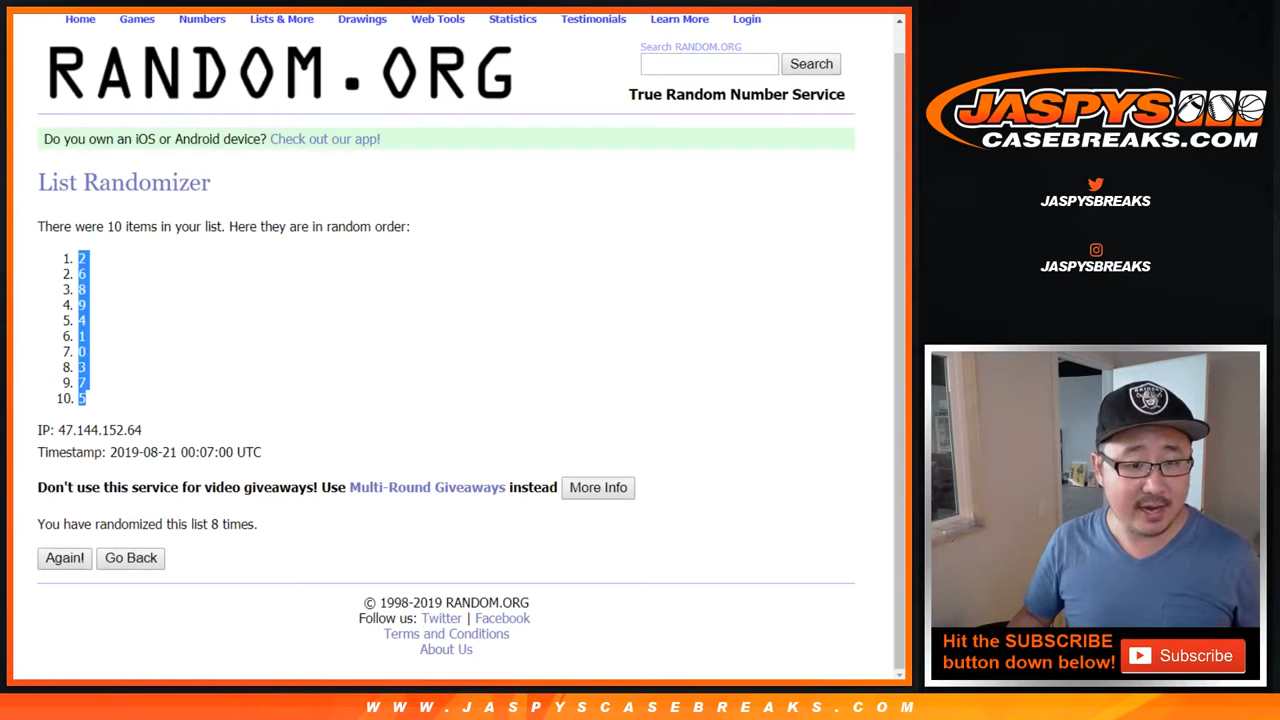 Home Games Numbers Lists & More Drawings Web Tools Statistics Testimonials Learn More Login
RANDOM.ORG
Search RANDOM.ORG
Search
True Random Number Service
Do you own an iOS or Android device? Check out our app!
List Randomizer
There were 10 items in your list. Here they are in random order:
1. 2
2. 6
3. 8
4. 9
5. 4
6. 1
7. 0
8. 3
9. 7
10. 5
IP: 47.144.152.64
Timestamp: 2019-08-21 00:07:00 UTC
Don't use this service for video giveaways! Use Multi-Round Giveaways instead More Info
You have randomized this list 8 times.
Again! Go Back
© 1998-2019 RANDOM.ORG
Follow us: Twitter | Facebook
Terms and Conditions
About Us
JASPYS
CASEBREAKS.COM
JASPYSBREAKS
JASPYSBREAKS
RAIDERS
Hit the SUBSCRIBE
button down below!
Subscribe
WWW.JASPYSCASEBREAKS.COM